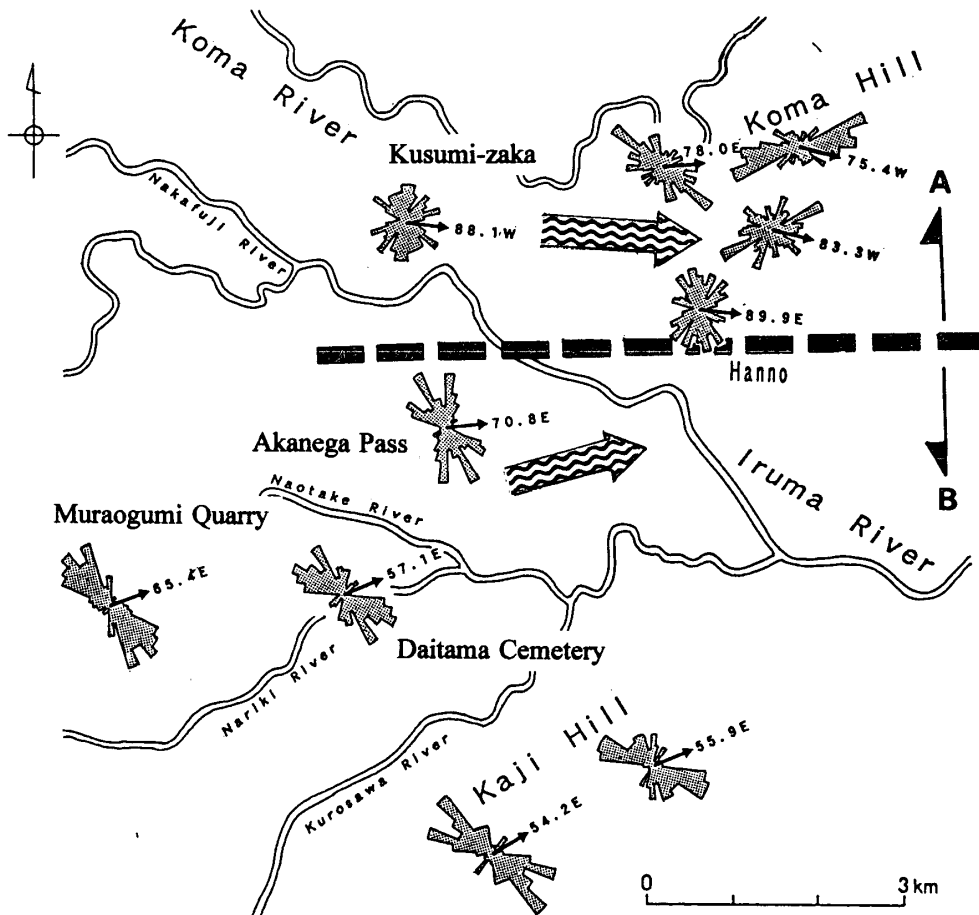 Koma River
Koma Hill
Kusumi-zaka
78.0E
75.4W
A
Nakafuji River
88.1W
83.3W
89.9E
Hanno
70.8E
Akanega Pass
B
Iruma River
Naotake River
Muraogumi Quarry
57.1E
65.4E
Daitama Cemetery
Nariki River
Kaji Hill
55.9E
Kurosawa River
54.2E
0 3 km